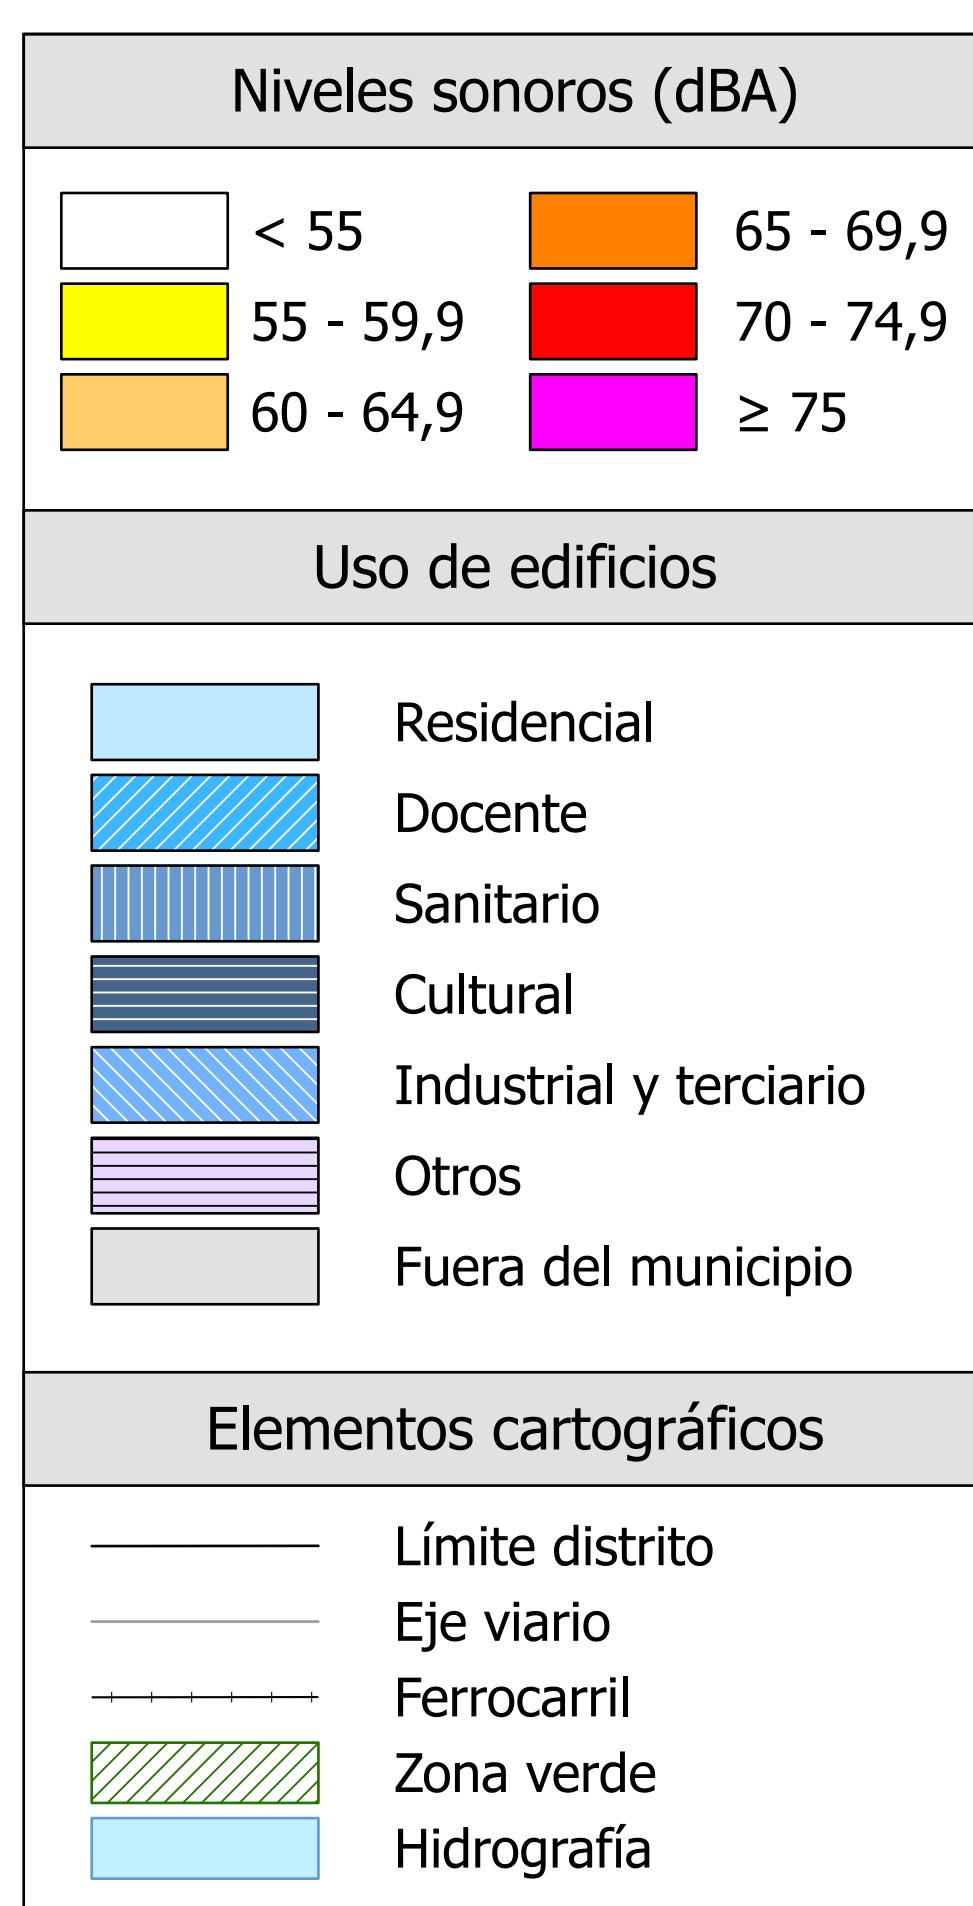 Niveles sonoros (dBA)
< 55
65 - 69,9
55 - 59,9
70 - 74,9
60 - 64,9
≥ 75
Uso de edificios
Residencial
Docente
Sanitario
Cultural
Industrial y terciario
Otros
Fuera del municipio
Elementos cartográficos
Límite distrito
Eje viario
Ferrocarril
Zona verde
Hidrografía